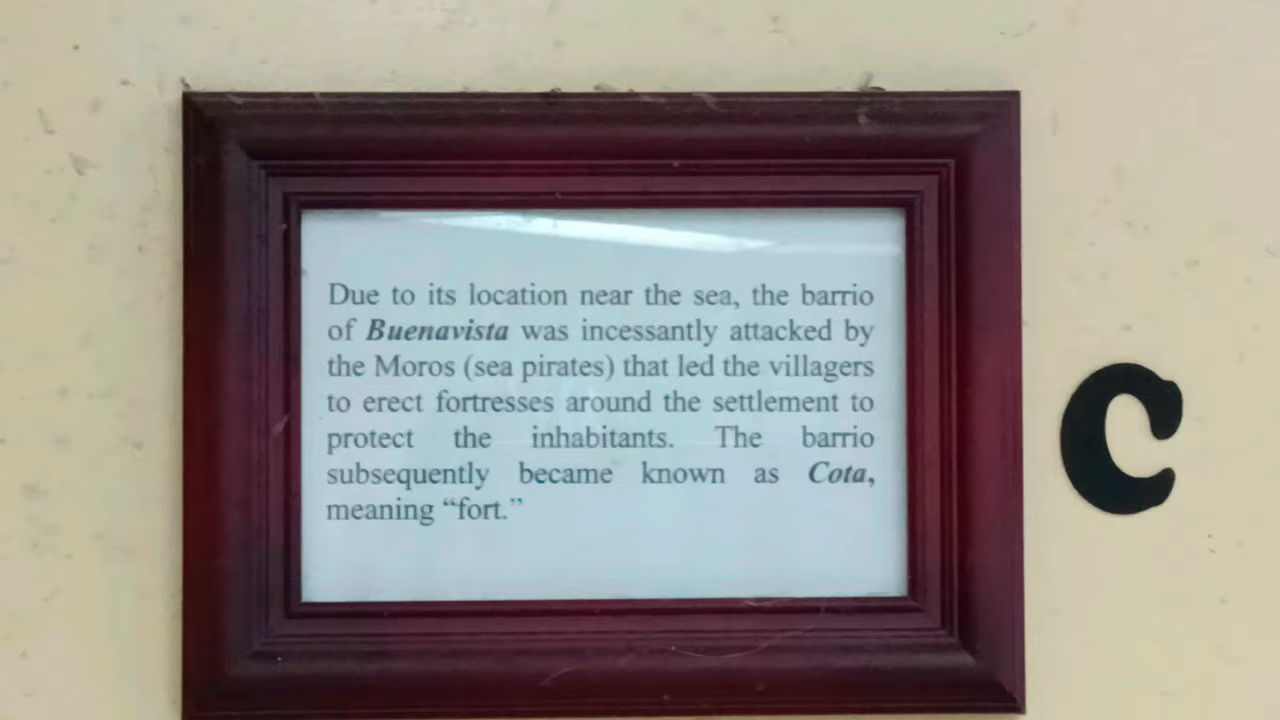 Due to its location near the sea, the barrio
of Buenavista was incessantly attacked by
the Moros (sea pirates) that led the villagers
to erect fortresses around the settlement to
protect the inhabitants. The barrio
subsequently became known as Cota,
meaning “fort.”
C